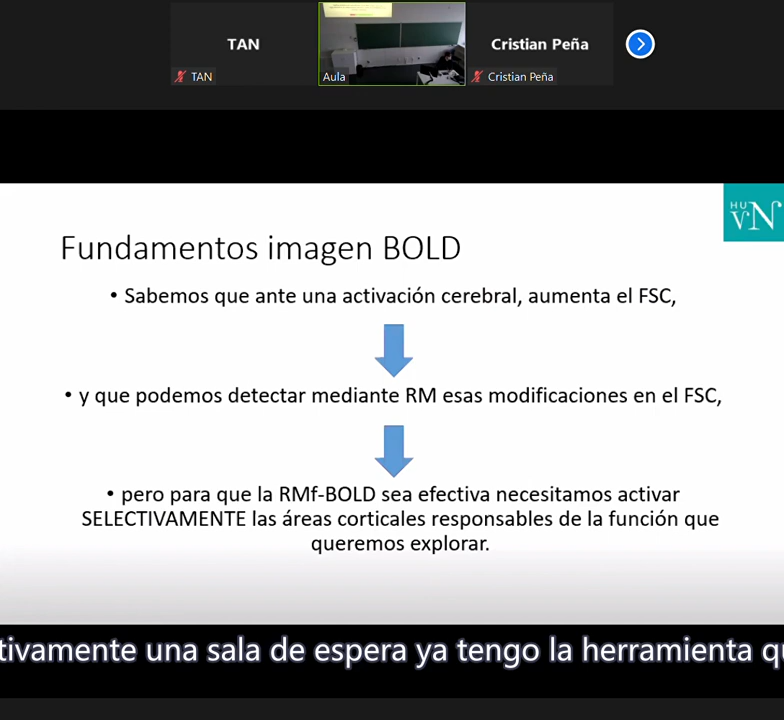 TAN
Cristian Peña
TAN
Aula
Cristian Peña
HU
VN
Fundamentos imagen BOLD
• Sabemos que ante una activación cerebral, aumenta el FSC,
• y que podemos detectar mediante RM esas modificaciones en el FSC,
• pero para que la RMf-BOLD sea efectiva necesitamos activar
SELECTIVAMENTE las áreas corticales responsables de la función que
queremos explorar.
tivamente una sala de espera ya tengo la herramienta qu